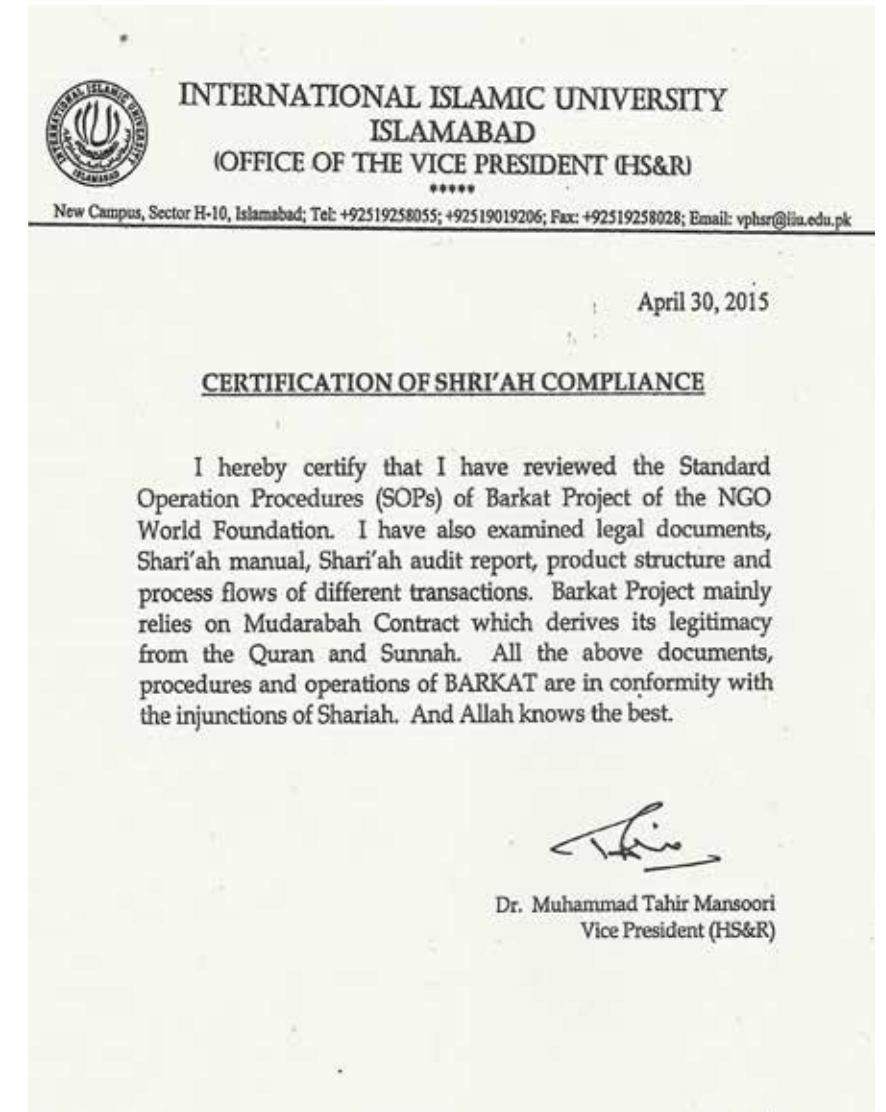 INTERNATIONAL ISLAMIC UNIVERSITY
ISLAMABAD
(OFFICE OF THE VICE PRESIDENT (HS&R)
*****
INTERNATIONAL ISLAMIC UNIVERSITY
ISLAMABAD
New Campus, Sector H-10, Islamabad; Tel: +92519258055; +92519019206; Fax: +92519258028; Email: vphsr@iiu.edu.pk
April 30, 2015
CERTIFICATION OF SHRI’AH COMPLIANCE
I hereby certify that I have reviewed the Standard
Operation Procedures (SOPs) of Barkat Project of the NGO
World Foundation. I have also examined legal documents,
Shari’ah manual, Shari’ah audit report, product structure and
process flows of different transactions. Barkat Project mainly
relies on Mudarabah Contract which derives its legitimacy
from the Quran and Sunnah. All the above documents,
procedures and operations of BARKAT are in conformity with
the injunctions of Shariah. And Allah knows the best.
Dr. Muhammad Tahir Mansoori
Vice President (HS&R)